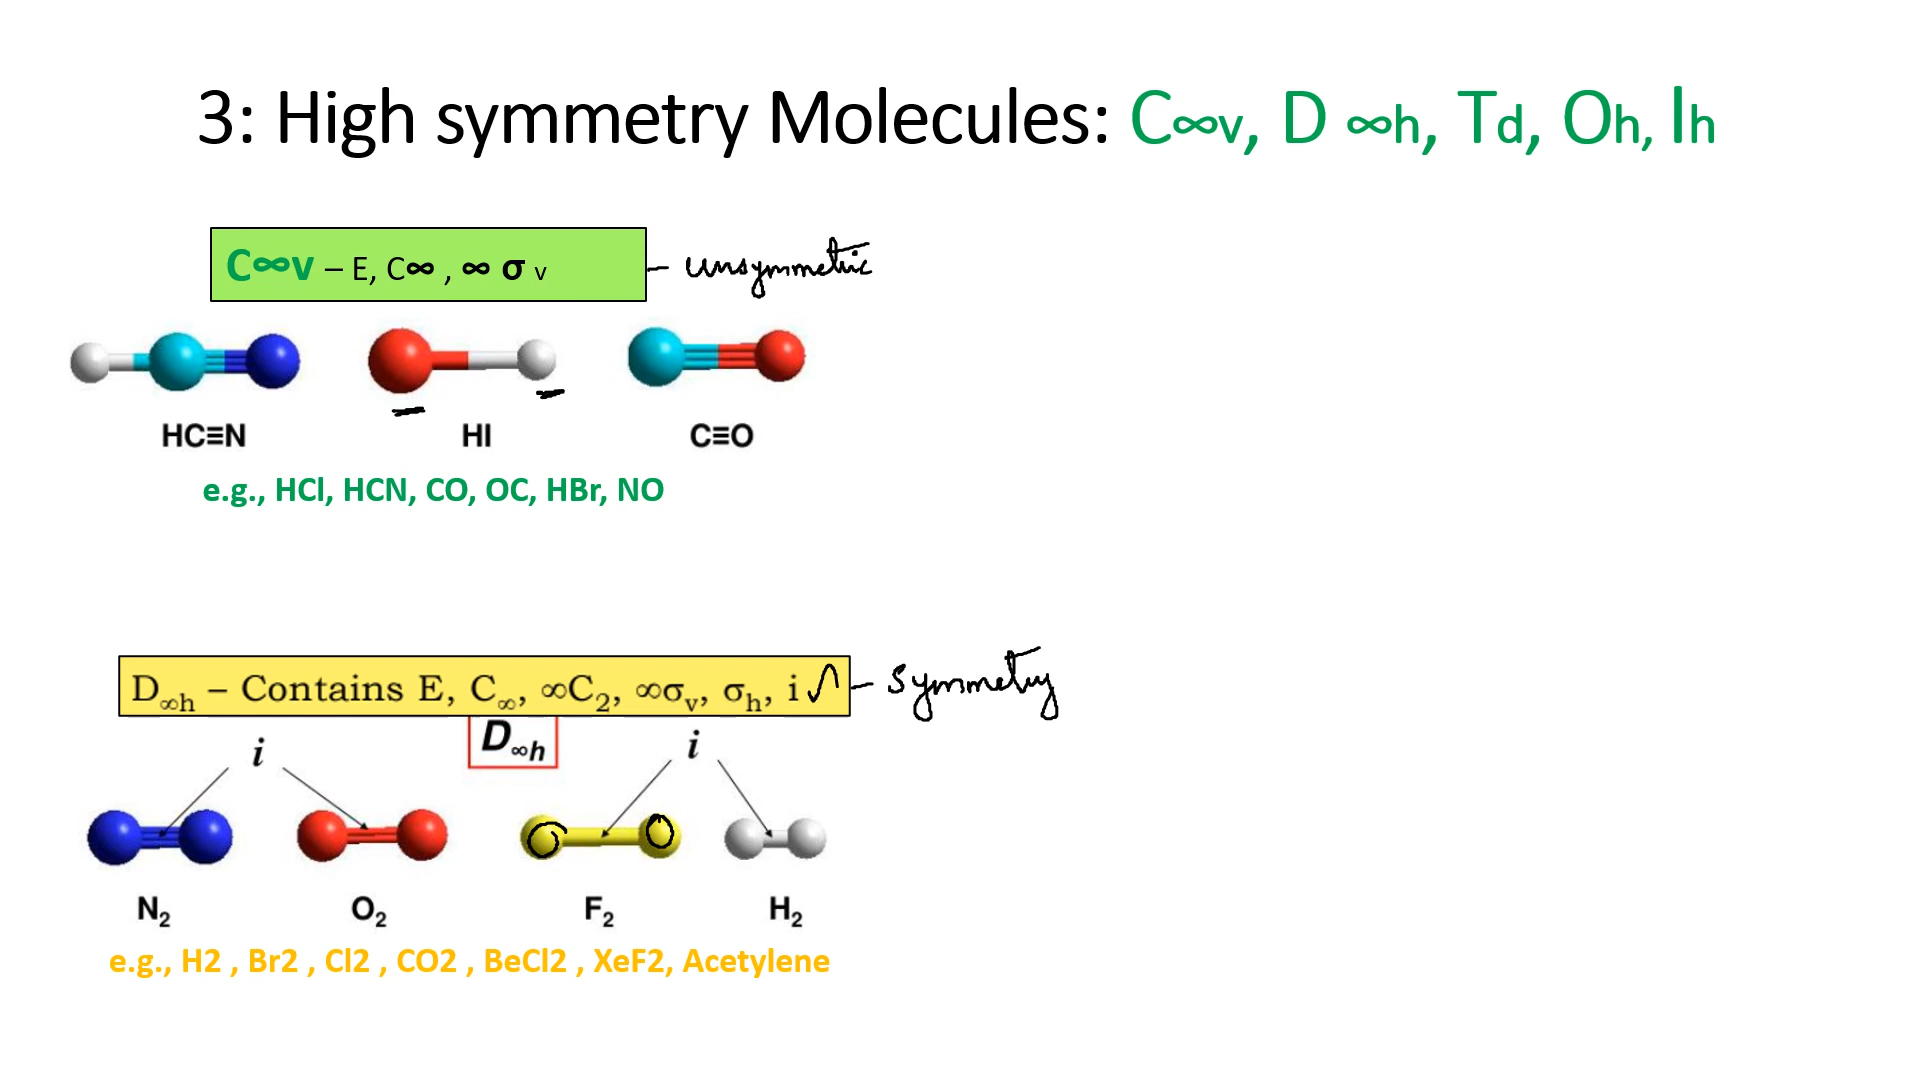 3: High symmetry Molecules: C∞v, D ∞h, Td, Oh, Ih
C∞v – E, C∞ , ∞ σ v – unsymmetric
HC≡N HI C≡O
e.g., HCl, HCN, CO, OC, HBr, NO
D∞h – Contains E, C∞, ∞C2, ∞σv, σh, i – symmetry
D∞h
i i
N2 O2 F2 H2
e.g., H2 , Br2 , Cl2 , CO2 , BeCl2 , XeF2, Acetylene